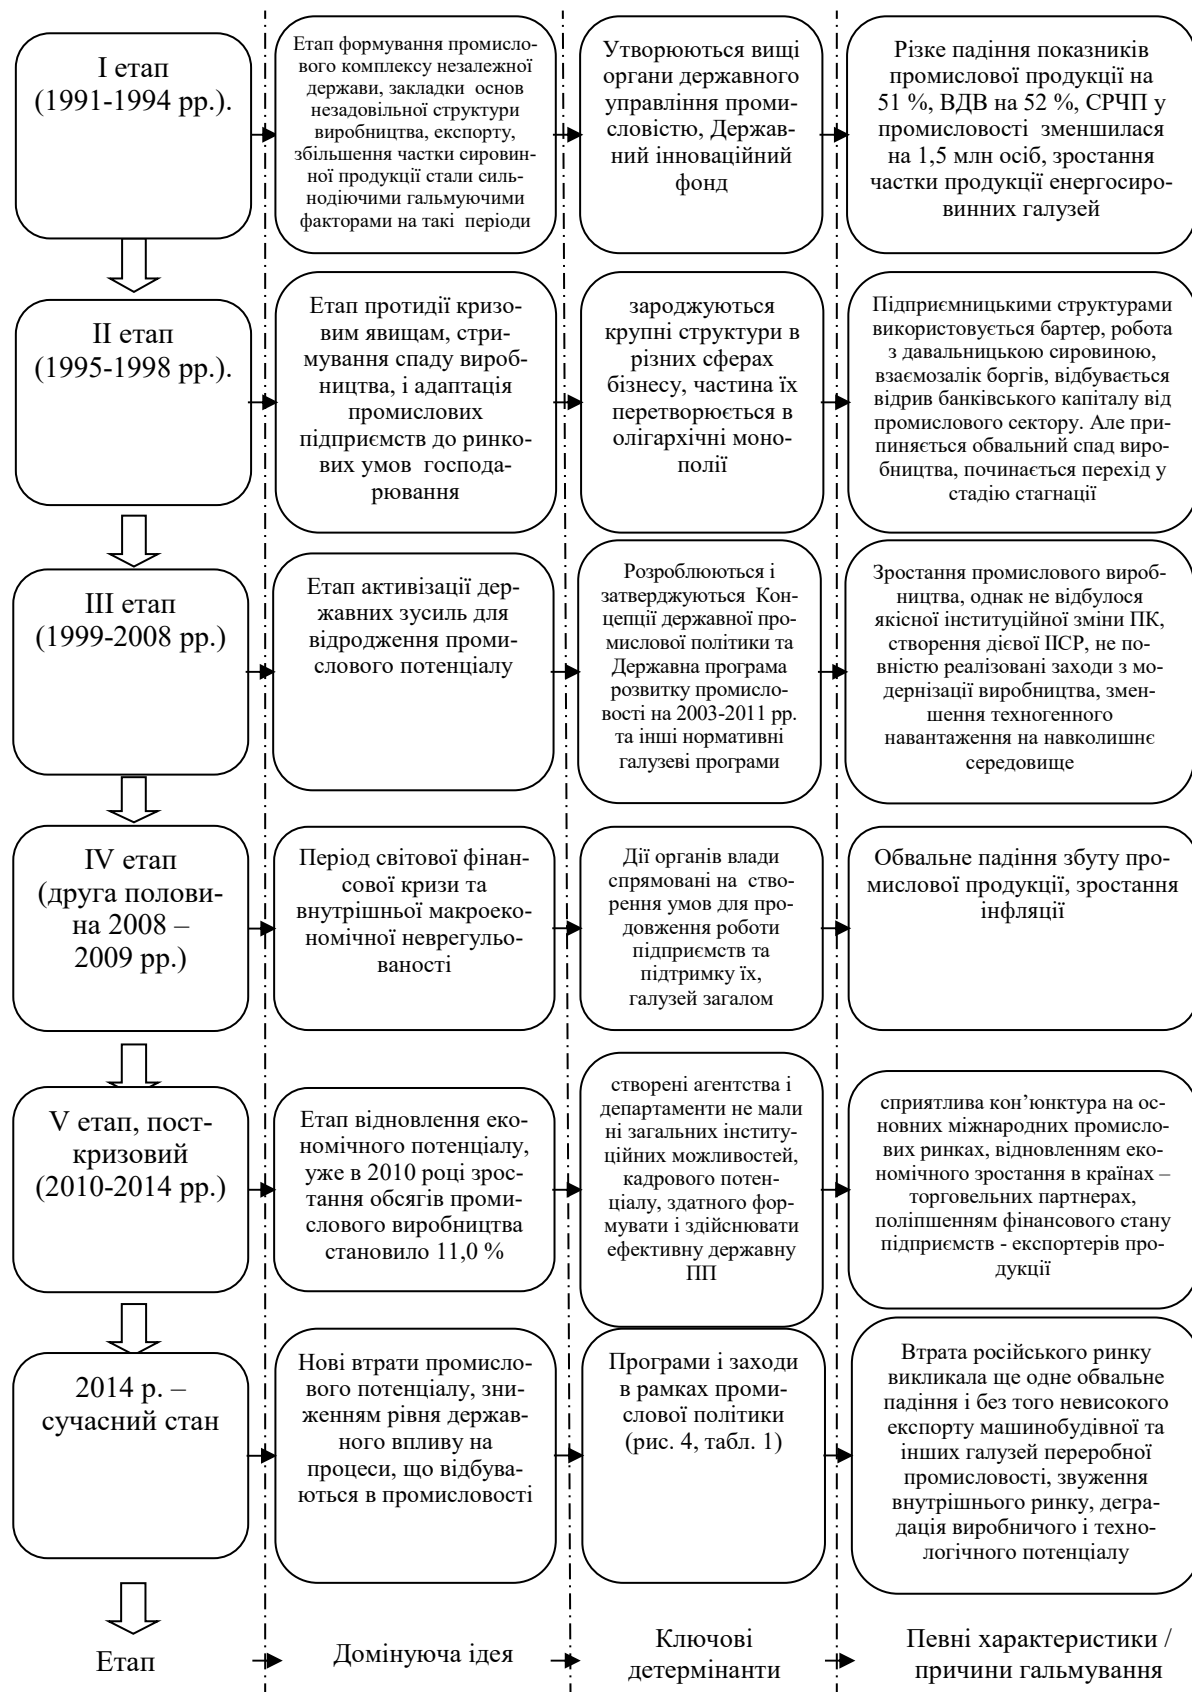 І етап
(1991-1994 рр.).
Етап формування промисло-
вого комплексу незалежної
держави, закладки основ
незадовільної структури
виробництва, експорту,
збільшення частки сировин-
ної продукції стали силь-
нодіючими гальмуючими
факторами на такі періоди
Утворюються вищі
органи державного
управління проми-
словістю, Держав-
ний інноваційний
фонд
Різке падіння показників
промислової продукції на
51 %, ВДВ на 52 %, СРЧП у
промисловості зменшилася
на 1,5 млн осіб, зростання
частки продукції енергосиро-
винних галузей
ІІ етап
(1995-1998 рр.).
Етап протидії кризо-
вим явищам, стри-
мування спаду виро-
бництва, і адаптація
промислових
підприємств до ринко-
вих умов господа-
рювання
зароджуються
крупні структури в
різних сферах
бізнесу, частина їх
перетворюється в
олігархічні моно-
полії
Підприємницькими структурами
використовується бартер, робота
з давальницькою сировиною,
взаємозалік боргів, відбувається
відрив банківського капіталу від
промислового сектору. Але при-
пиняється обвальний спад виро-
бництва, починається перехід у
стадію стагнації
ІІІ етап
(1999-2008 рр.)
Етап активізації дер-
жавних зусиль для
відродження проми-
слового потенціалу
Розроблюються і
затверджуються Кон-
цепції державної про-
мислової політики та
Державна програма
розвитку промисло-
вості на 2003-2011 рр.
та інші нормативні
галузеві програми
Зростання промислового вироб-
ництва, однак не відбулося
якісної інституційної зміни ПК,
створення дієвої ІІСР, не по-
вністю реалізовані заходи з мо-
дернізації виробництва, змен-
шення техногенного
навантаження на навколишнє
середовище
IV етап
(друга полови-
на 2008 –
2009 рр.)
Період світової фінан-
сової кризи та
внутрішньої макроеко-
номічної неврегульо-
ваності
Дії органів влади
спрямовані на ство-
рення умов для про-
довження роботи
підприємств та
підтримку їх,
галузей загалом
Обвальне падіння збуту про-
мислової продукції, зростання
інфляції
V етап, пост-
кризовий
(2010-2014 рр.)
Етап відновлення еко-
номічного потенціалу,
уже в 2010 році зрос-
тання обсягів проми-
слового виробництва
становило 11,0 %
створені агентства і
департаменти не мали
ні загальних інститу-
ційних можливостей,
кадрового потен-
ціалу, здатного фор-
мувати і здійснювати
ефективну державну
ПП
сприятлива кон’юнктура на ос-
новних міжнародних промисло-
вих ринках, відновленням еко-
номічного зростання в країнах –
торговельних партнерах,
поліпшенням фінансового стану
підприємств - експортерів про-
дукції
2014 р. –
сучасний стан
Нові втрати промисло-
вого потенціалу, зни-
женням рівня держав-
ного впливу на
процеси, що відбува-
ються в промисловості
Програми і заходи
в рамках проми-
слової політики
(рис. 4, табл. 1)
Втрата російського ринку
викликала ще одне обвальне
падіння і без того невисокого
експорту машинобудівної та
інших галузей переробної
промисловості, звуження
внутрішнього ринку, дегра-
дація виробничого і техно-
логічного потенціалу
Етап
Домінуюча ідея
Ключові
детермінанти
Певні характеристики /
причини гальмування